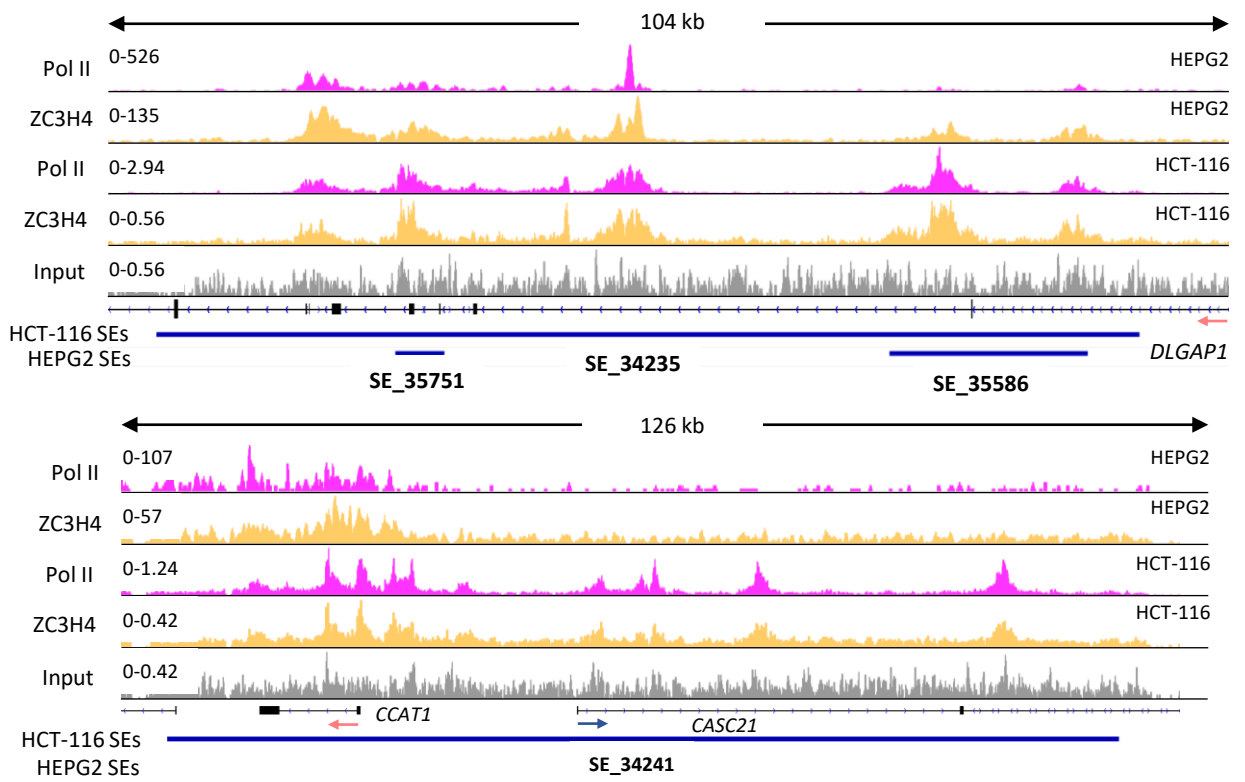 104 kb
Pol II 0-526 HEPG2
ZC3H4 0-135 HEPG2
Pol II 0-2.94 HCT-116
ZC3H4 0-0.56 HCT-116
Input 0-0.56
HCT-116 SEs
HEPG2 SEs DLGAP1
SE_35751 SE_34235 SE_35586
126 kb
Pol II 0-107 HEPG2
ZC3H4 0-57 HEPG2
Pol II 0-1.24 HCT-116
ZC3H4 0-0.42 HCT-116
Input 0-0.42
CCAT1 CASC21
HCT-116 SEs
HEPG2 SEs SE_34241